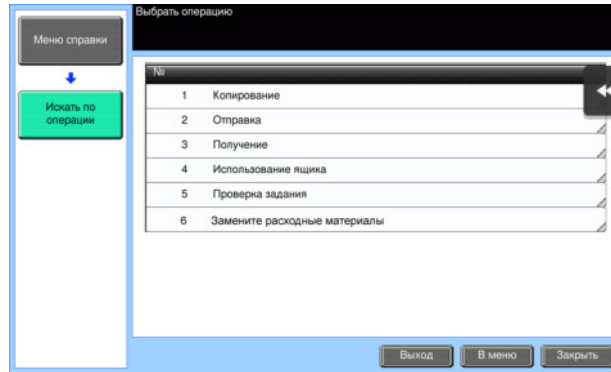 Выбрать операцию
Меню справки
Искать по
операции
№
1 Копирование
2 Отправка
3 Получение
4 Использование ящика
5 Проверка задания
6 Замените расходные материалы
Выход
В меню
Закрыть